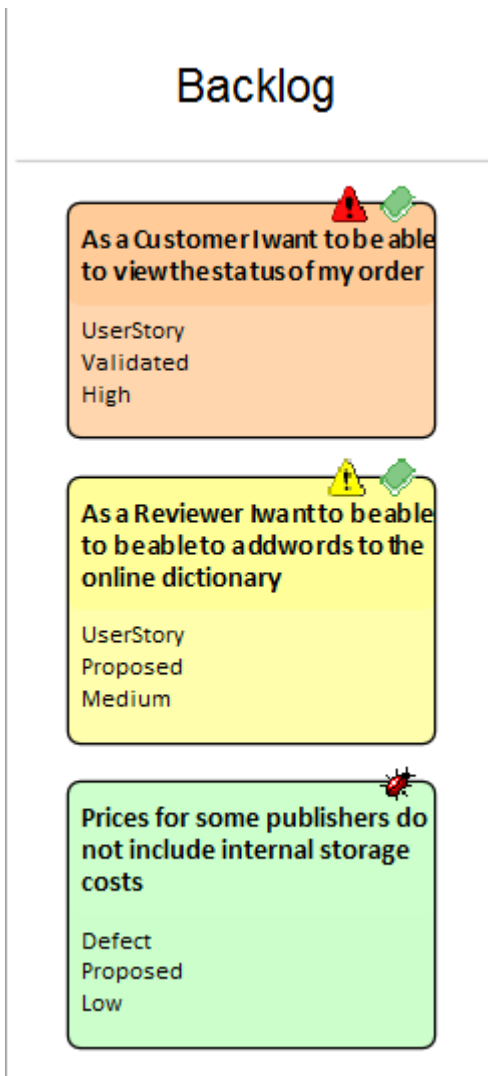 Backlog
As a Customer I want to be able
to view the status of my order
UserStory
Validated
High
As a Reviewer I want to be able
to be able to add words to the
online dictionary
UserStory
Proposed
Medium
Prices for some publishers do
not include internal storage
costs
Defect
Proposed
Low